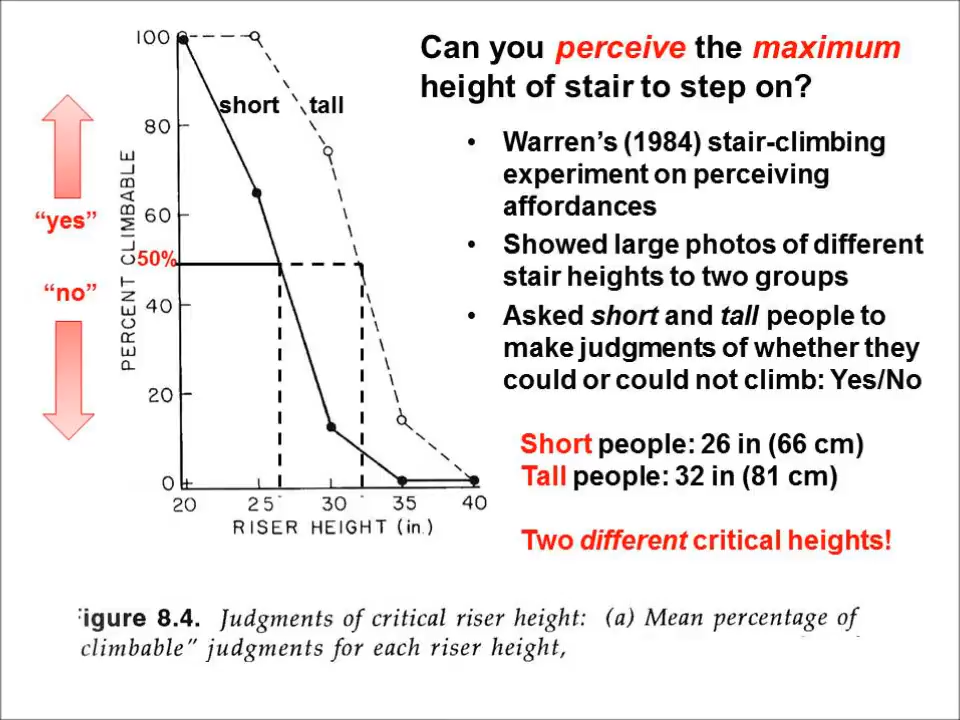 Can you perceive the maximum
height of stair to step on?
• Warren’s (1984) stair-climbing
experiment on perceiving
affordances
• Showed large photos of different
stair heights to two groups
• Asked short and tall people to
make judgments of whether they
could or could not climb: Yes/No
Short people: 26 in (66 cm)
Tall people: 32 in (81 cm)
Two different critical heights!
“yes”
“no”
PERCENT CLIMBABLE
100
80
60
50%
40
20
0
short
tall
20 25 30 35 40
RISER HEIGHT (in.)
igure 8.4. Judgments of critical riser height: (a) Mean percentage of
climbable” judgments for each riser height,